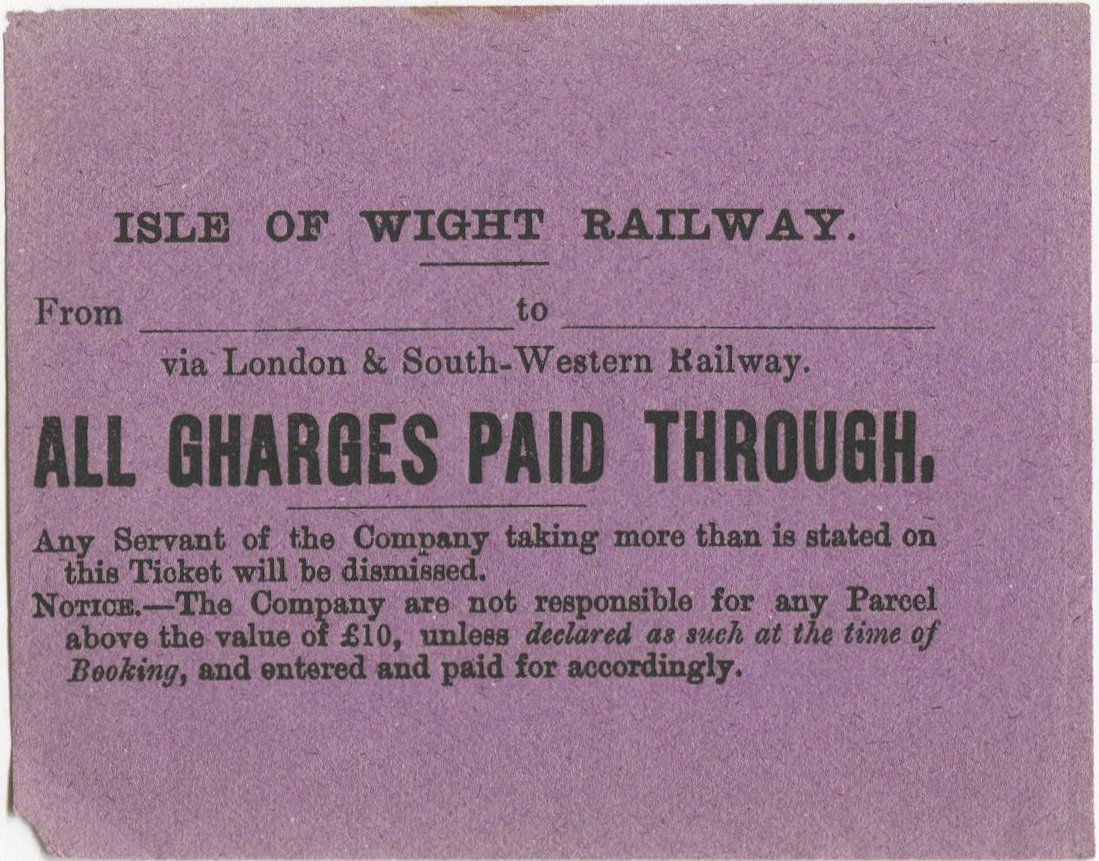 ISLE OF WIGHT RAILWAY.
From ____________ to ____________
via London & South-Western Railway.
ALL GHARGES PAID THROUGH.
Any Servant of the Company taking more than is stated on
this Ticket will be dismissed.
NOTICE.—The Company are not responsible for any Parcel
above the value of £10, unless declared as such at the time of
Booking, and entered and paid for accordingly.